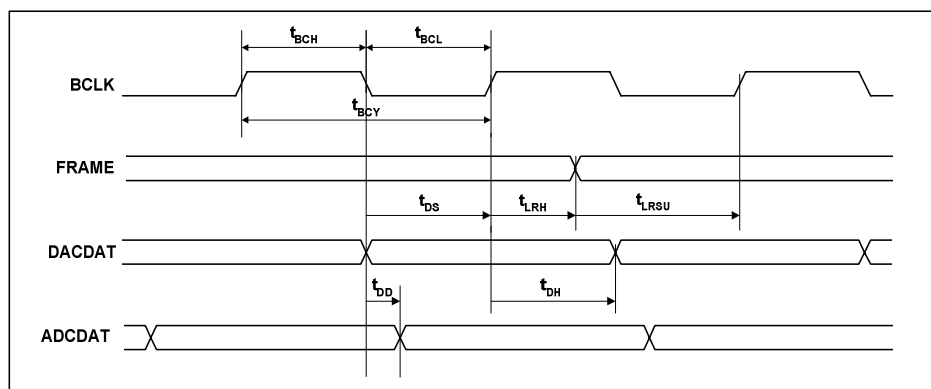 tBCH tBCL
BCLK
tBCY
FRAME
tDS tLRH tLRSU
DACDAT
tDD tDH
ADCDAT